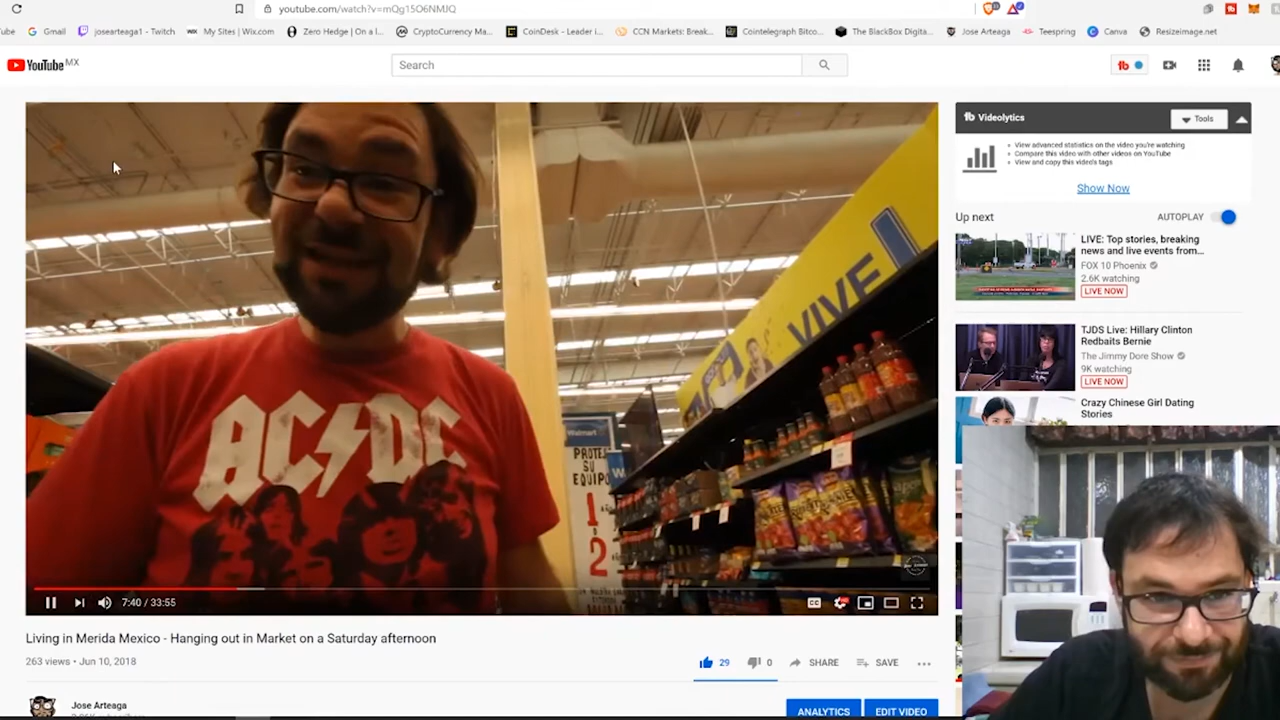 youtube.com/watch?v=mQg15O6NMJQ
Tube Gmail joseartega1 - Twitch My Sites | Wix.com Zero Hedge | On a l... CryptoCurrency Ma... CoinDesk - Leader i... CCN Markets: Break... Cointelegraph Bitco... The BlackBox Digita... Jose Arteaga Teespring Canva Resizeimage.net
YouTube MX
Search
Videolytics
Tools
View advanced statistics on the video you're watching
Compare this video with other videos on YouTube
View and copy this video's tags
Show Now
Up next
AUTOPLAY
LIVE: Top stories, breaking
news and live events from...
FOX 10 Phoenix
2.6K watching
LIVE NOW
TJDS Live: Hillary Clinton
Redbaits Bernie
The Jimmy Dore Show
9K watching
LIVE NOW
Crazy Chinese Girl Dating
Stories
VIVE
AC DC
Walmart
PROTE
SU
EQUIPO
1
2
7:40 / 33:55
CC
Living in Merida Mexico - Hanging out in Market on a Saturday afternoon
263 views • Jun 10, 2018
29
0
SHARE
SAVE
Jose Arteaga
ANALYTICS
EDIT VIDEO